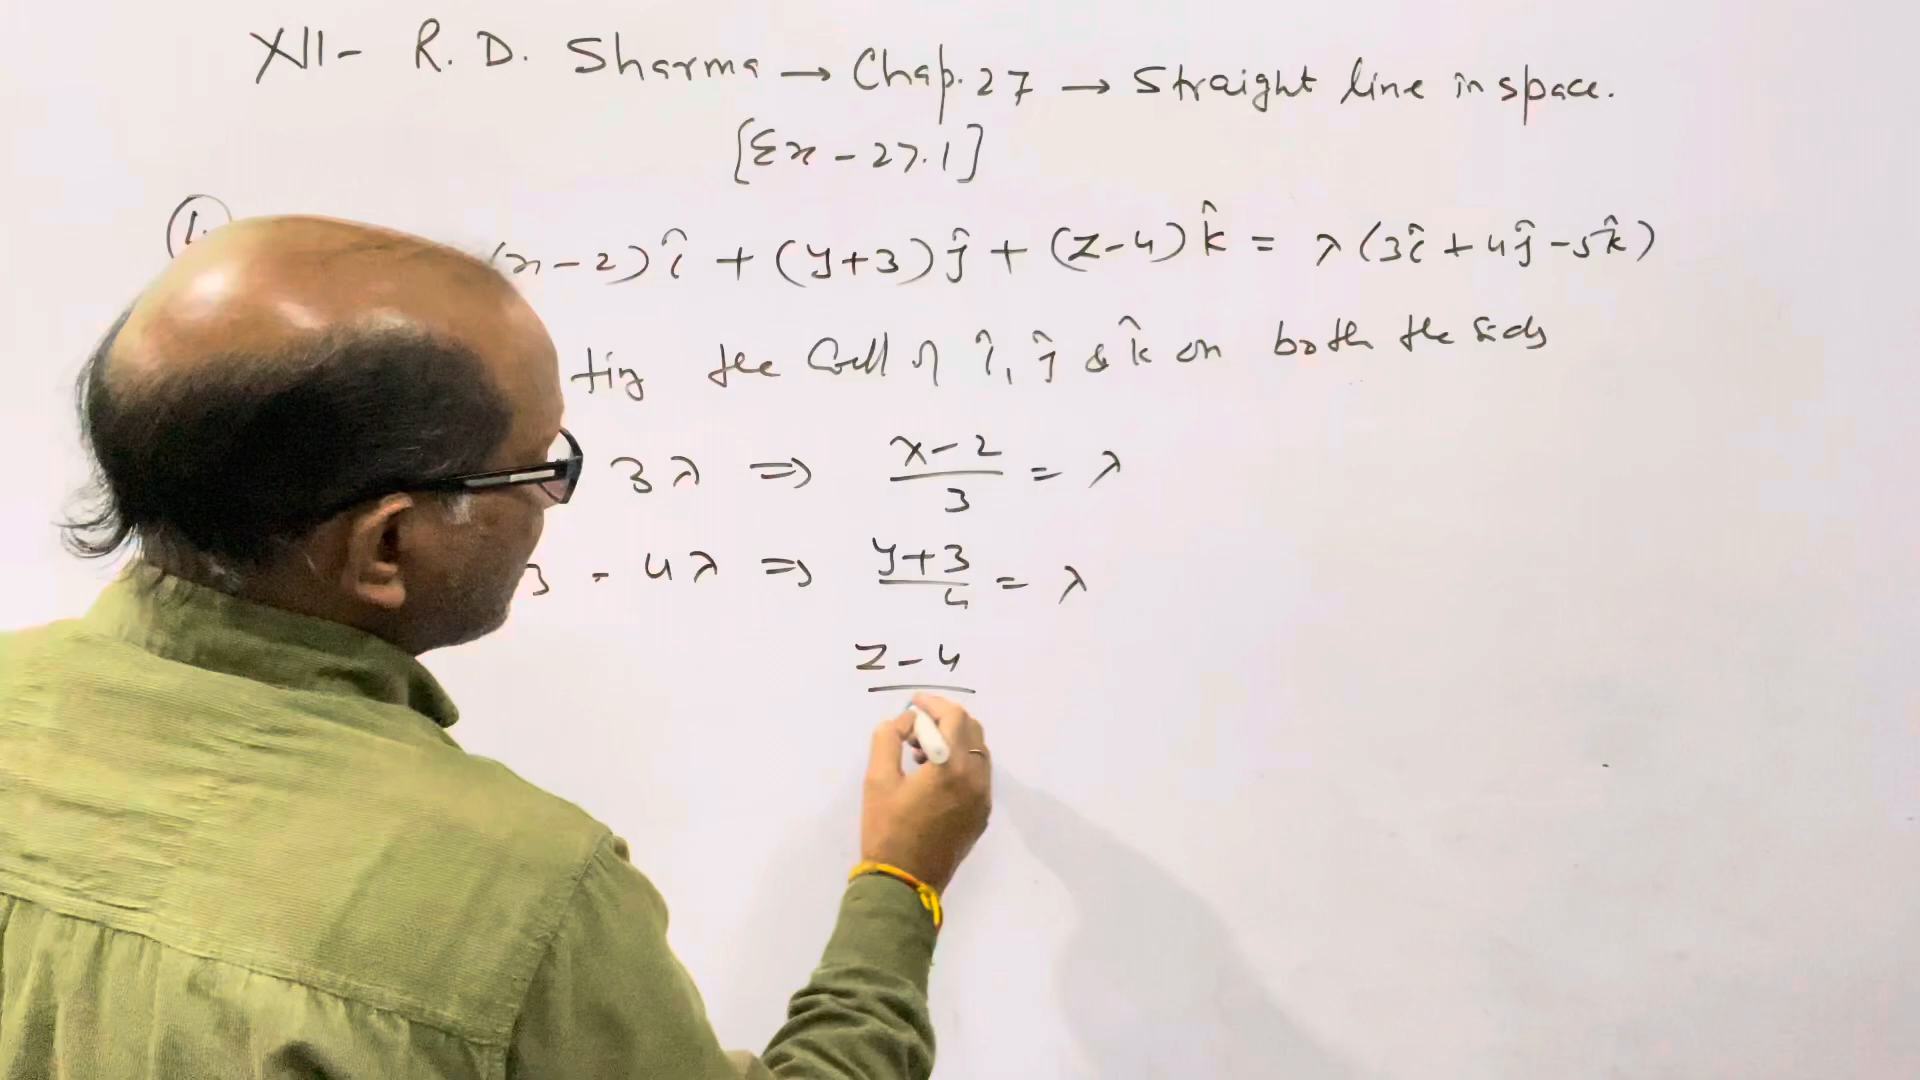 XII - R. D. Sharma → Chap. 27 → Straight line in space.
[Ex - 27.1]
1.
(x-2)î + (y+3)ĵ + (z-4)k̂ = λ(3î + 4ĵ - 5k̂)
ting the Coeff of î, ĵ & k̂ on both the sides
3λ ⇒ x-2/3 = λ
3 = 4λ ⇒ y+3/4 = λ
z-4